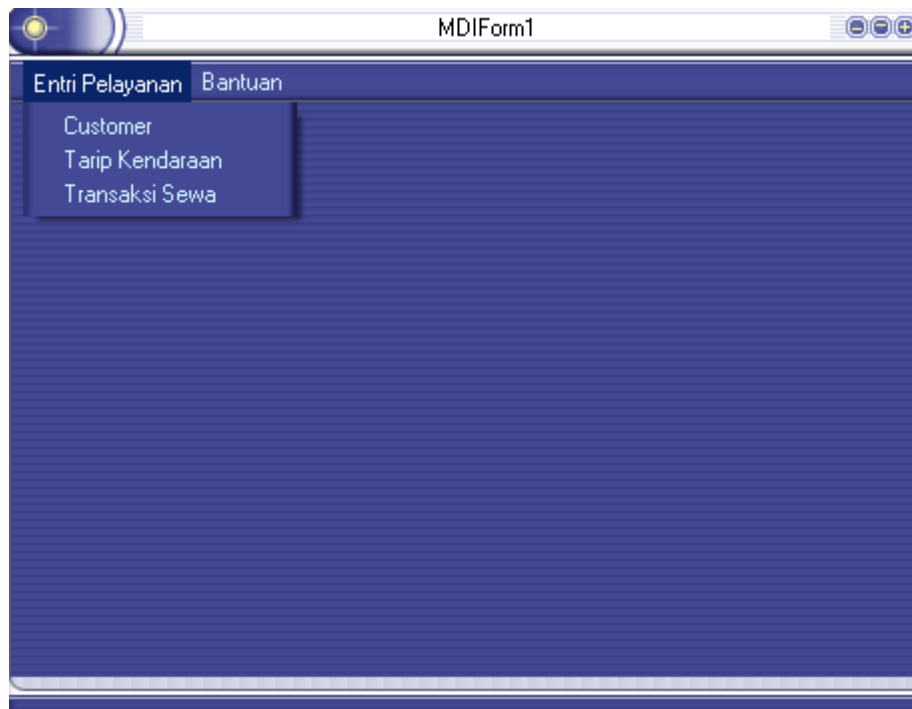 MDIForm1
Entri Pelayanan Bantuan
Customer
Tarip Kendaraan
Transaksi Sewa